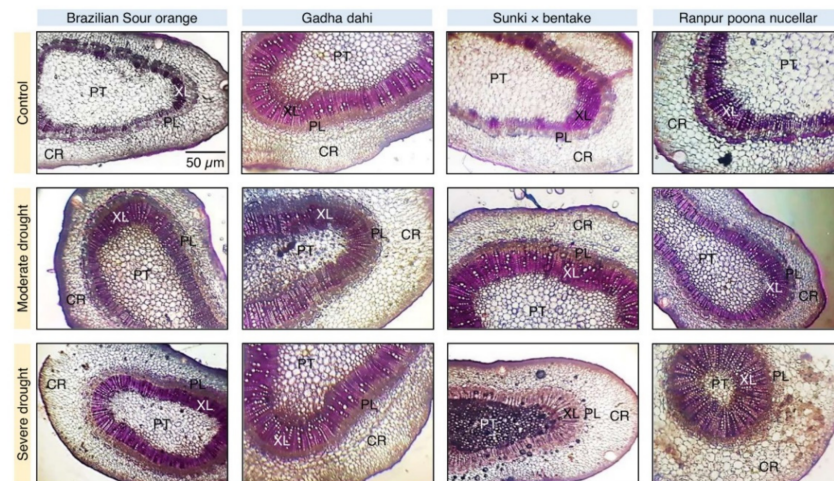 Brazilian Sour orange
Gadha dahi
Sunki × bentake
Ranpur poona nucellar
Control
PT
XL
PL
CR
50 µm
PT
XL
PL
CR
PT
XL
PL
CR
PT
XL
PL
CR
Moderate drought
XL
PL
PT
CR
XL
PL
CR
PT
CR
PL
XL
PT
PT
PL
XL
CR
Severe drought
CR
PL
XL
PT
PT
PL
XL
CR
PT
XL
PL
CR
PT
XL
PL
CR